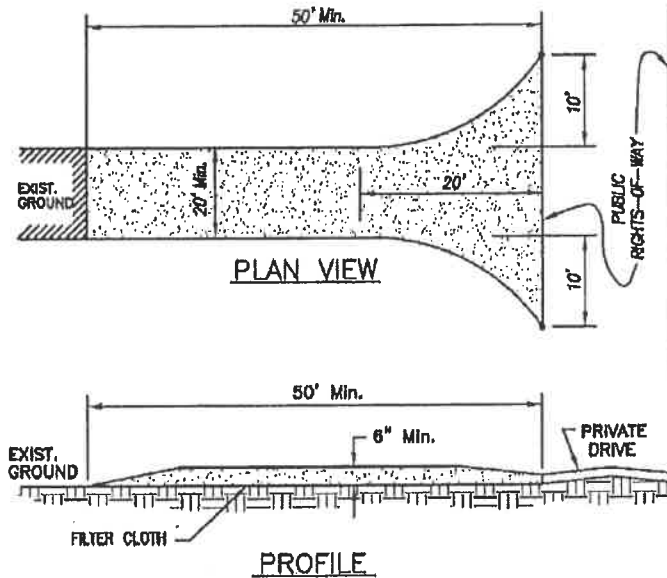 50' Min.
10'
EXIST.
GROUND
20' Min.
20'
PUBLIC
RIGHTS-OF-WAY
10'
PLAN VIEW
50' Min.
6" Min.
EXIST.
GROUND
PRIVATE
DRIVE
FILTER CLOTH
PROFILE